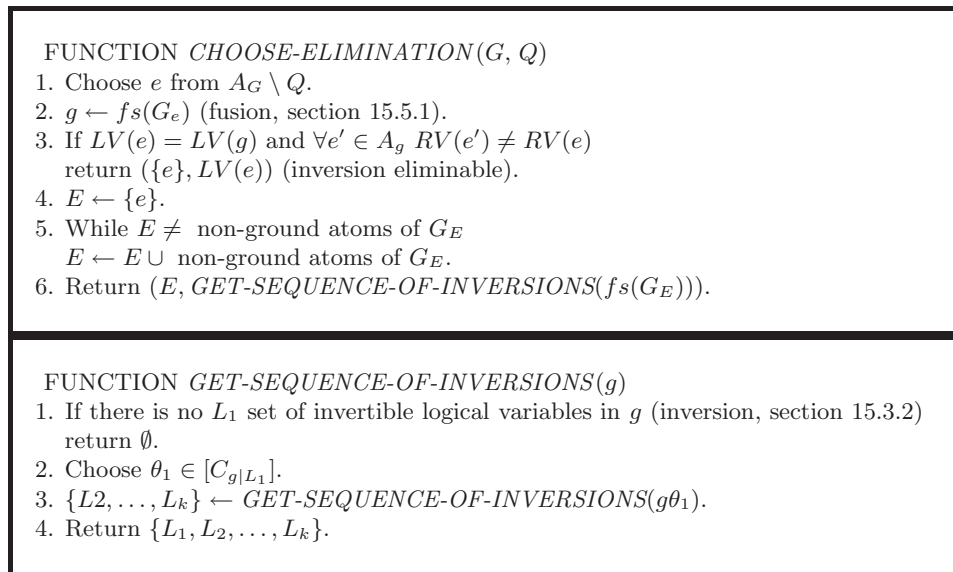 FUNCTION CHOOSE-ELIMINATION(G, Q)
1. Choose e from A_G \ Q.
2. g ← fs(G_e) (fusion, section 15.5.1).
3. If LV(e) = LV(g) and ∀e′ ∈ A_g RV(e′) ≠ RV(e)
return ({e}, LV(e)) (inversion eliminable).
4. E ← {e}.
5. While E ≠ non-ground atoms of G_E
E ← E ∪ non-ground atoms of G_E.
6. Return (E, GET-SEQUENCE-OF-INVERSIONS(fs(G_E))).
FUNCTION GET-SEQUENCE-OF-INVERSIONS(g)
1. If there is no L_1 set of invertible logical variables in g (inversion, section 15.3.2)
return ∅.
2. Choose θ_1 ∈ [C_{g|L_1}].
3. {L2, . . . , L_k} ← GET-SEQUENCE-OF-INVERSIONS(gθ_1).
4. Return {L_1, L_2, . . . , L_k}.